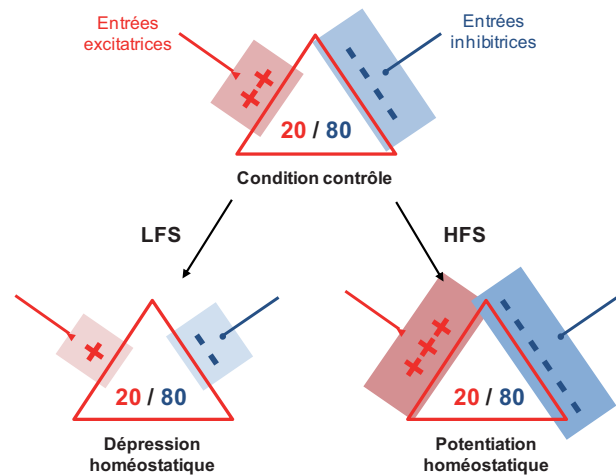 Entrées
excitatrices
Entrées
inhibitrices
20 / 80
Condition contrôle
LFS
HFS
20 / 80
20 / 80
Dépression
homéostatique
Potentiation
homéostatique